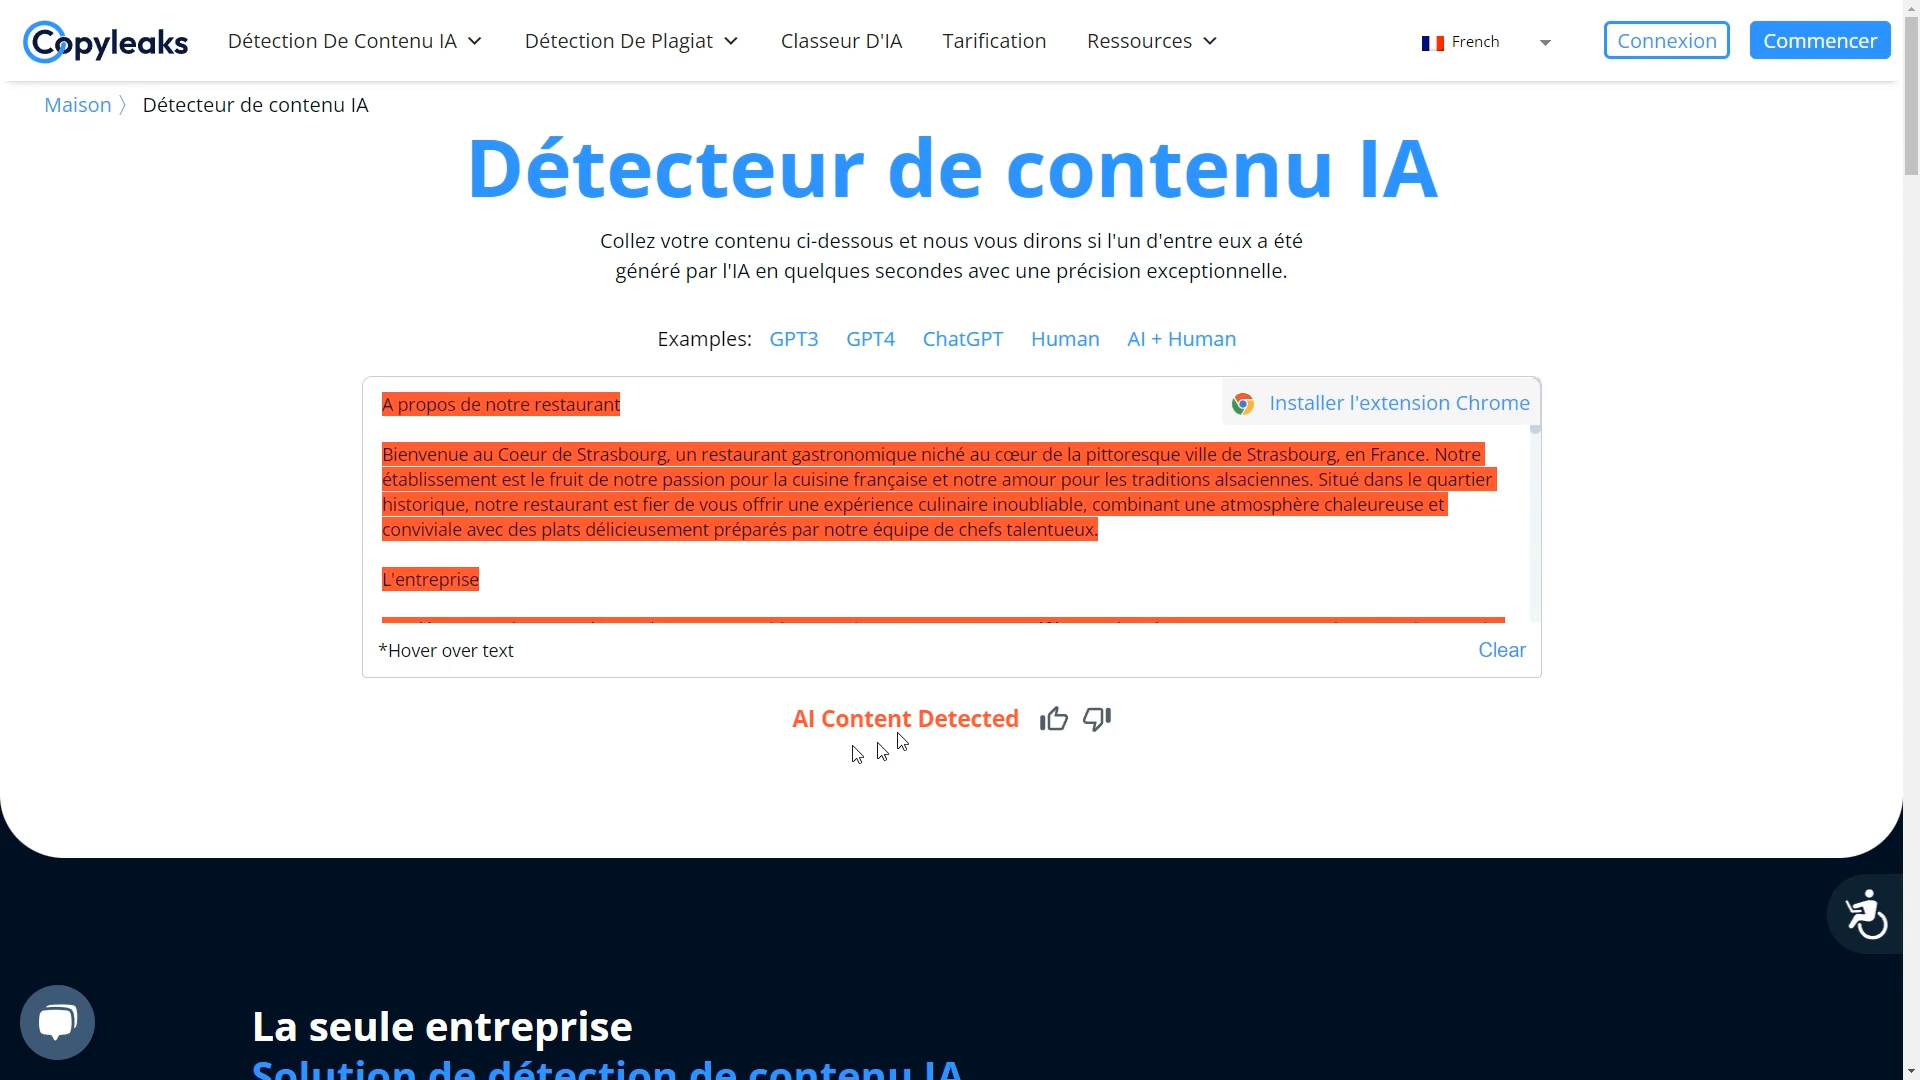 Copyleaks
Détection De Contenu IA
Détection De Plagiat
Classeur D'IA
Tarification
Ressources
French
Connexion
Commencer
Maison 〉 Détecteur de contenu IA
Détecteur de contenu IA
Collez votre contenu ci-dessous et nous vous dirons si l'un d'entre eux a été
généré par l'IA en quelques secondes avec une précision exceptionnelle.
Examples: GPT3 GPT4 ChatGPT Human AI + Human
Installer l'extension Chrome
A propos de notre restaurant
Bienvenue au Coeur de Strasbourg, un restaurant gastronomique niché au cœur de la pittoresque ville de Strasbourg, en France. Notre
établissement est le fruit de notre passion pour la cuisine française et notre amour pour les traditions alsaciennes. Situé dans le quartier
historique, notre restaurant est fier de vous offrir une expérience culinaire inoubliable, combinant une atmosphère chaleureuse et
conviviale avec des plats délicieusement préparés par notre équipe de chefs talentueux.
L'entreprise
*Hover over text
Clear
AI Content Detected
La seule entreprise
Solution de détection de contenu IA